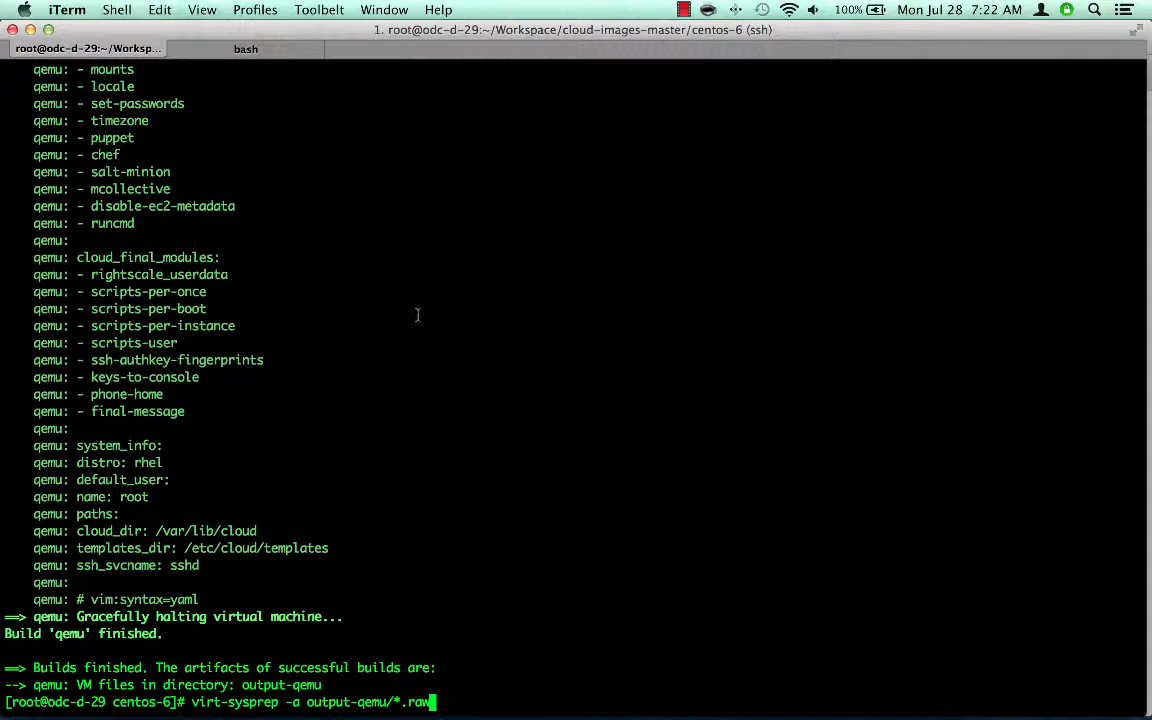 iTerm Shell Edit View Profiles Toolbelt Window Help 100% Mon Jul 28 7:22 AM
1. root@odc-d-29:~/Workspace/cloud-images-master/centos-6 (ssh)
root@odc-d-29:~/Worksp... bash
qemu: - mounts
qemu: - locale
qemu: - set-passwords
qemu: - timezone
qemu: - puppet
qemu: - chef
qemu: - salt-minion
qemu: - mcollective
qemu: - disable-ec2-metadata
qemu: - runcmd
qemu:
qemu: cloud_final_modules:
qemu: - rightscale_userdata
qemu: - scripts-per-once
qemu: - scripts-per-boot
qemu: - scripts-per-instance
qemu: - scripts-user
qemu: - ssh-authkey-fingerprints
qemu: - keys-to-console
qemu: - phone-home
qemu: - final-message
qemu:
qemu: system_info:
qemu: distro: rhel
qemu: default_user:
qemu: name: root
qemu: paths:
qemu: cloud_dir: /var/lib/cloud
qemu: templates_dir: /etc/cloud/templates
qemu: ssh_svcname: sshd
qemu:
qemu: # vim:syntax=yaml
==> qemu: Gracefully halting virtual machine...
Build 'qemu' finished.
==> Builds finished. The artifacts of successful builds are:
--> qemu: VM files in directory: output-qemu
[root@odc-d-29 centos-6]# virt-sysprep -a output-qemu/*.raw